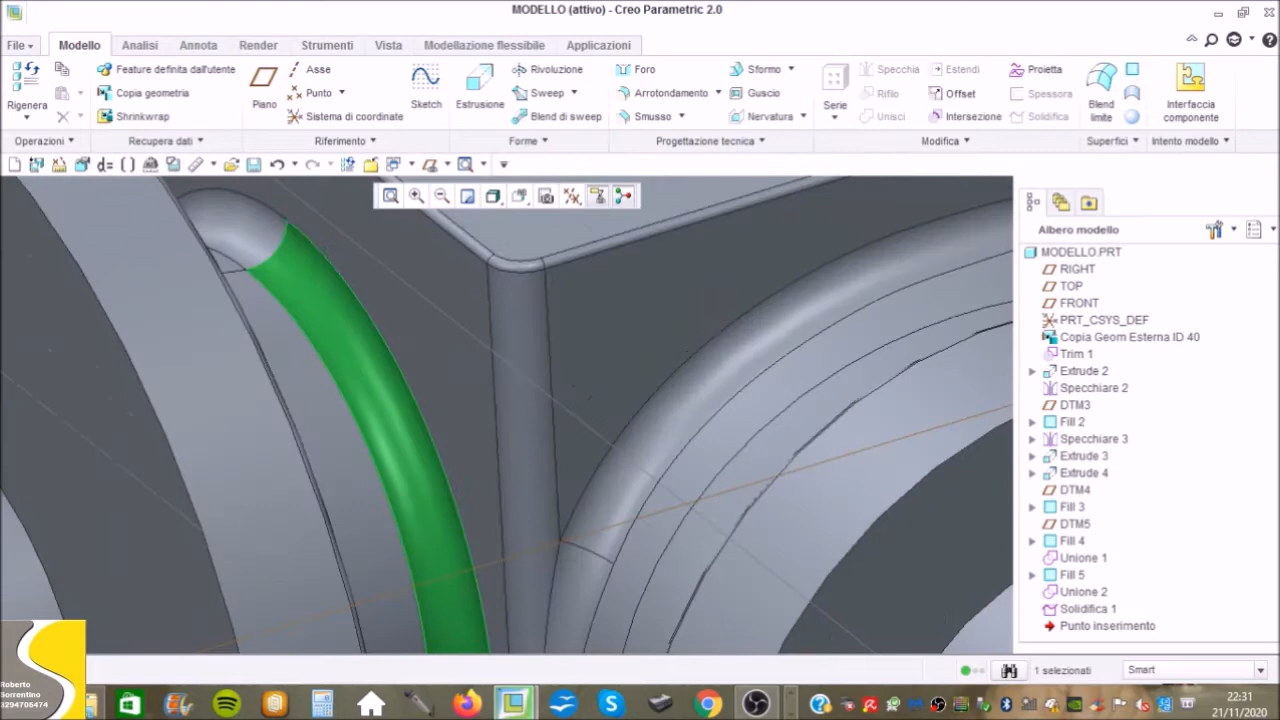 MODELLO (attivo) - Creo Parametric 2.0
File
Modello
Analisi
Annota
Render
Strumenti
Vista
Modellazione flessibile
Applicazioni
Rigenera
Feature definita dall'utente
Copia geometria
Shrinkwrap
Piano
Asse
Punto
Sistema di coordinate
Sketch
Estrusione
Rivoluzione
Sweep
Blend di sweep
Foro
Arrotondamento
Smusso
Sformo
Guscio
Nervatura
Serie
Specchia
Rifilo
Unisci
Estendi
Offset
Intersezione
Proietta
Spessora
Solidifica
Blend
limite
Interfaccia
componente
Operazioni
Recupera dati
Riferimento
Forme
Progettazione tecnica
Modifica
Superfici
Intento modello
Albero modello
MODELLO.PRT
RIGHT
TOP
FRONT
PRT_CSYS_DEF
Copia Geom Esterna ID 40
Trim 1
Extrude 2
Specchiare 2
DTM3
Fill 2
Specchiare 3
Extrude 3
Extrude 4
DTM4
Fill 3
DTM5
Fill 4
Unione 1
Fill 5
Unione 2
Solidifica 1
Punto inserimento
1 selezionati
Smart
Roberto
Sorrentino
3294706474
22:31
21/11/2020